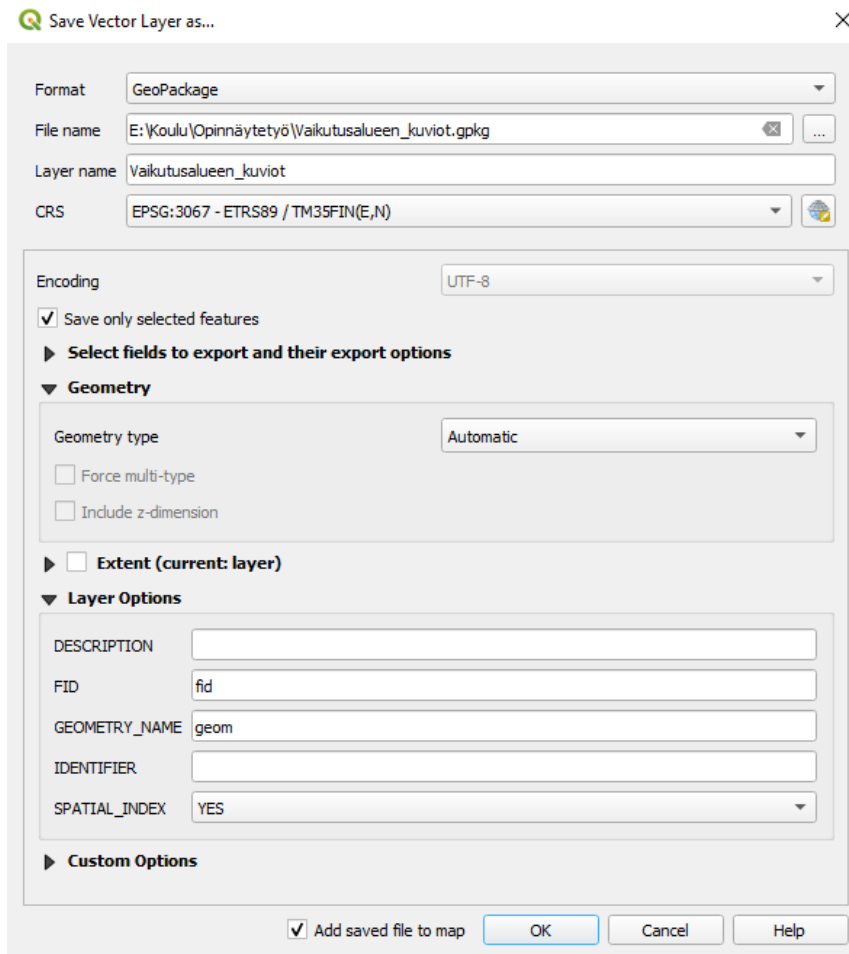 Save Vector Layer as...
Format GeoPackage
File name E:\Koulu\Opinnäytetyö\Vaikutusalueen_kuviot.gpkg ...
Layer name Vaikutusalueen_kuviot
CRS EPSG:3067 - ETRS89 / TM35FIN(E,N)
Encoding UTF-8
Save only selected features
Select fields to export and their export options
Geometry
Geometry type Automatic
Force multi-type
Include z-dimension
Extent (current: layer)
Layer Options
DESCRIPTION
FID fid
GEOMETRY_NAME geom
IDENTIFIER
SPATIAL_INDEX YES
Custom Options
Add saved file to map OK Cancel Help